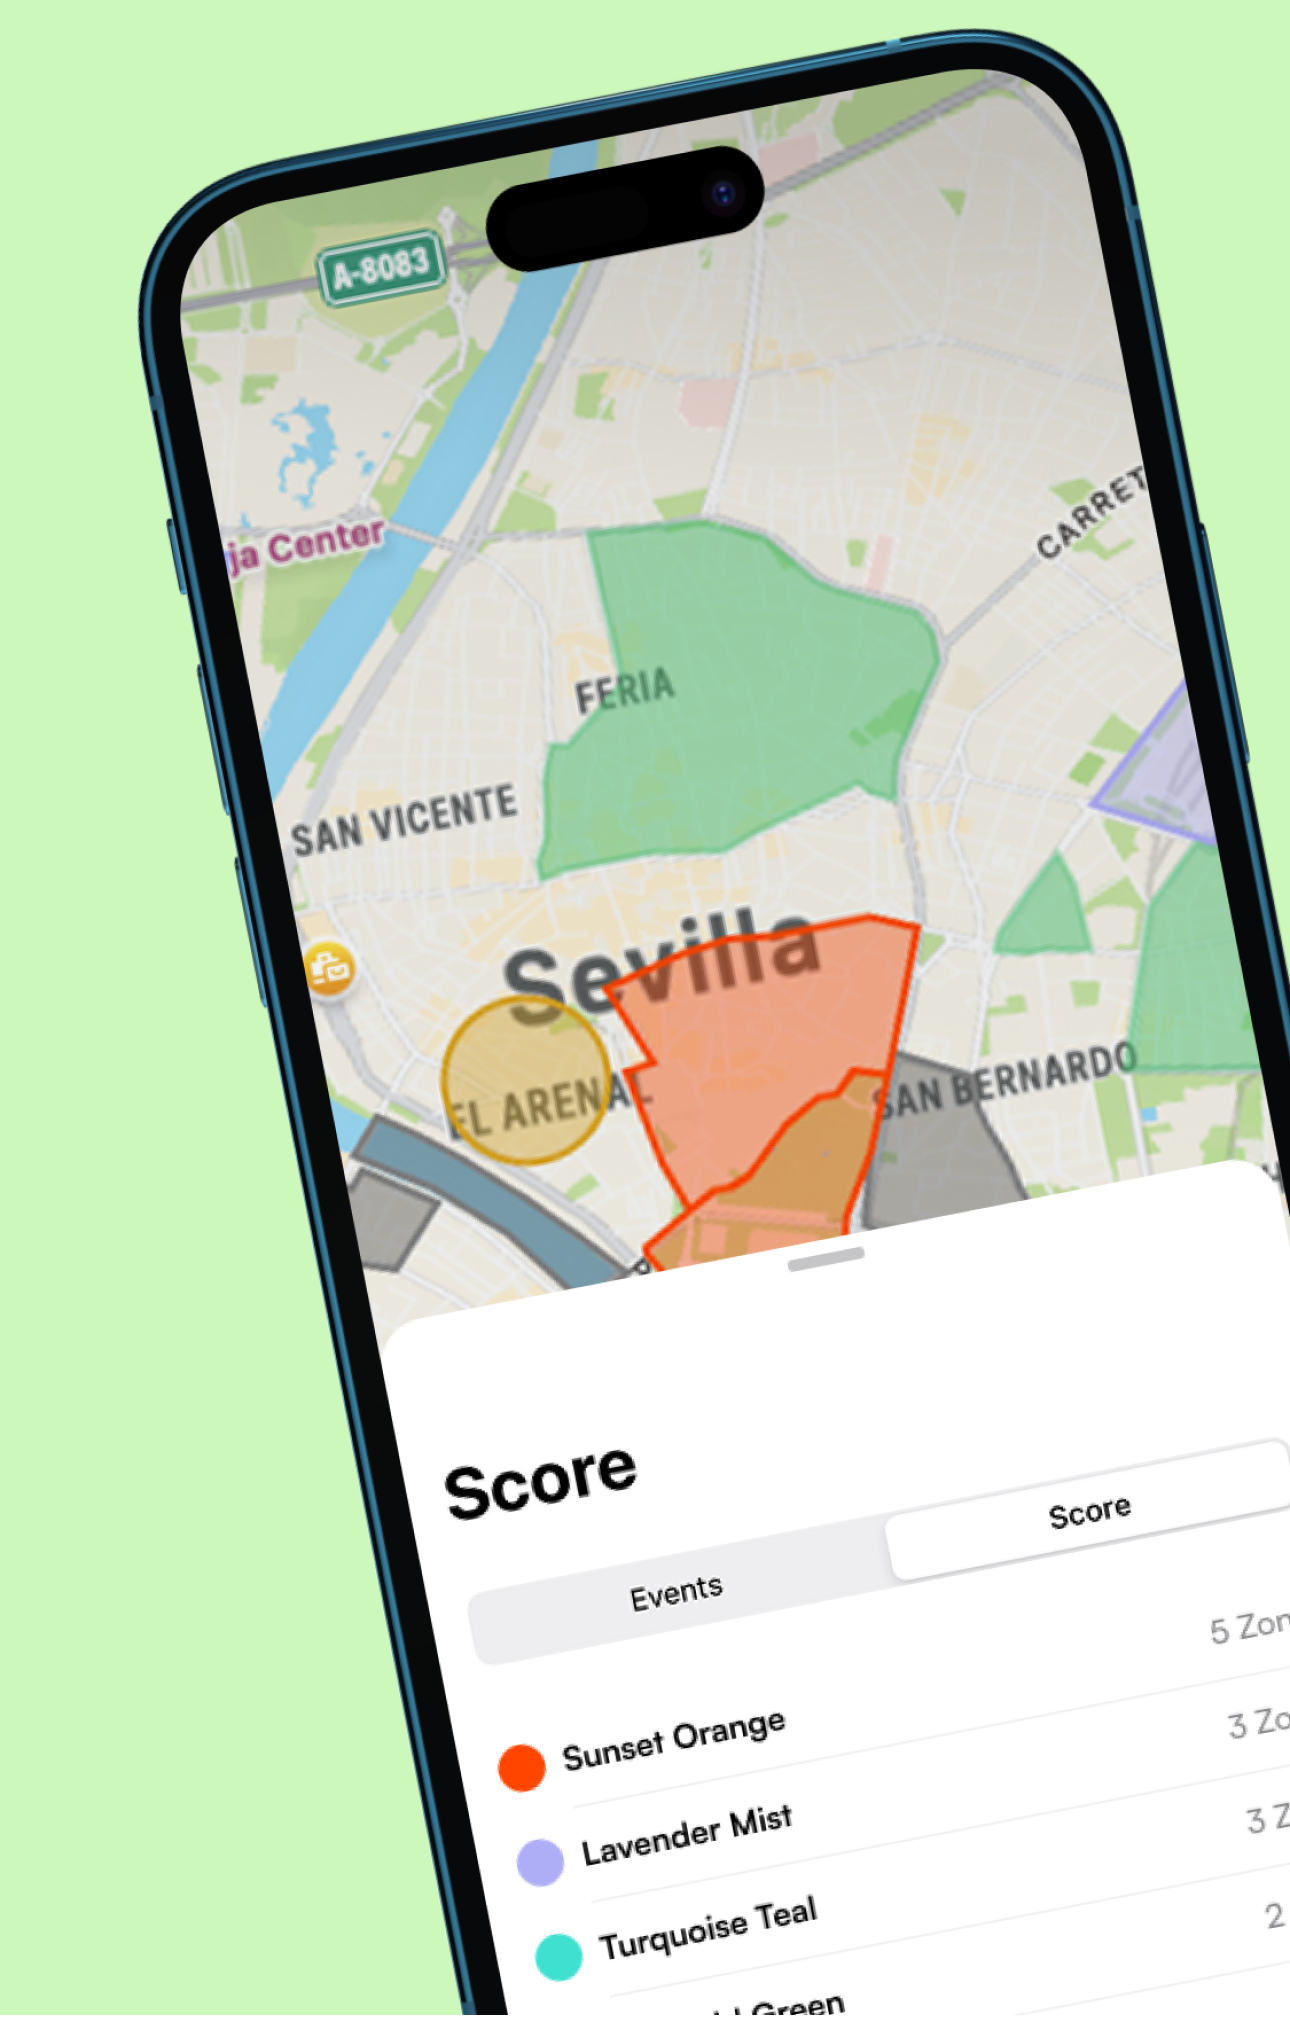 A-8083
ja Center
CARRET
FERIA
SAN VICENTE
Sevilla
EL ARENAL
SAN BERNARDO
Score
Events
Score
5 Zon
Sunset Orange
3 Zo
Lavender Mist
3 Z
Turquoise Teal
2
Green